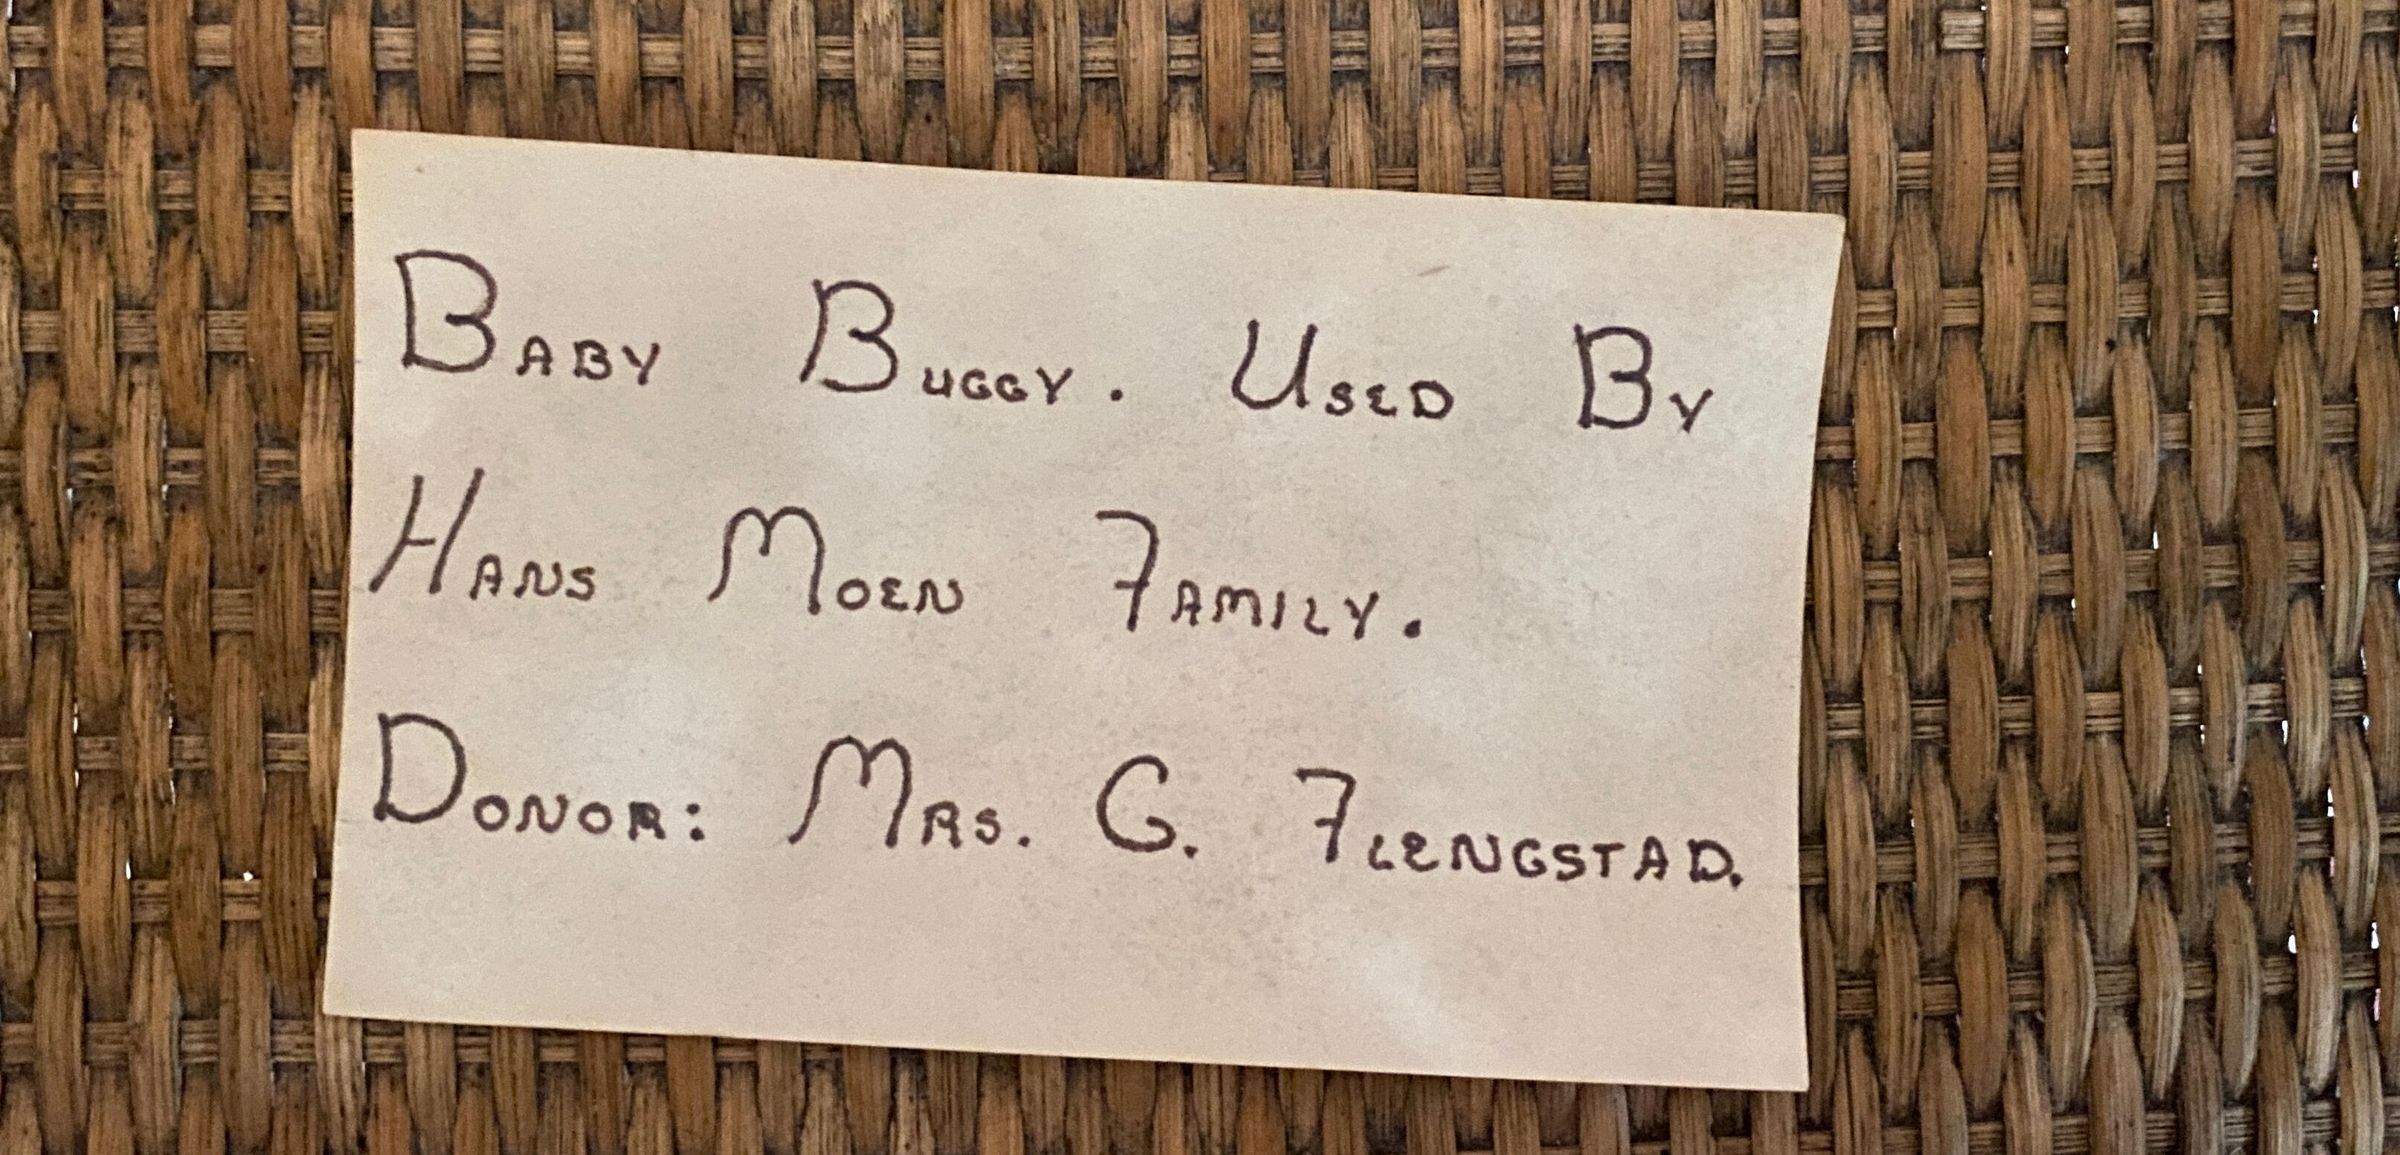 Baby Buggy. Used By
Hans Moen Family.
Donor: Mrs. G. Flengstad.